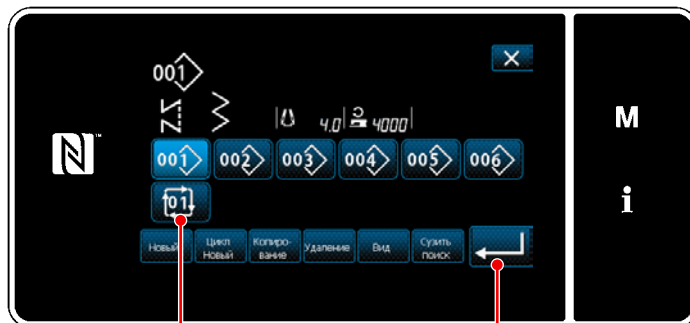 001
4.0 4000
M
001 002 003 004 005 006
i
01
Новый
Цикл
Новый
Копиро-
вание
Удаление
Вид
Сузить
поиск